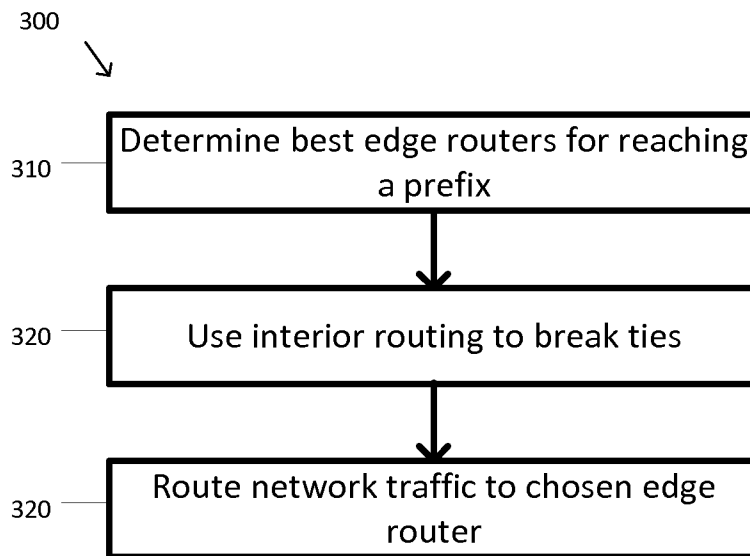 300
310
Determine best edge routers for reaching
a prefix
320
Use interior routing to break ties
320
Route network traffic to chosen edge
router